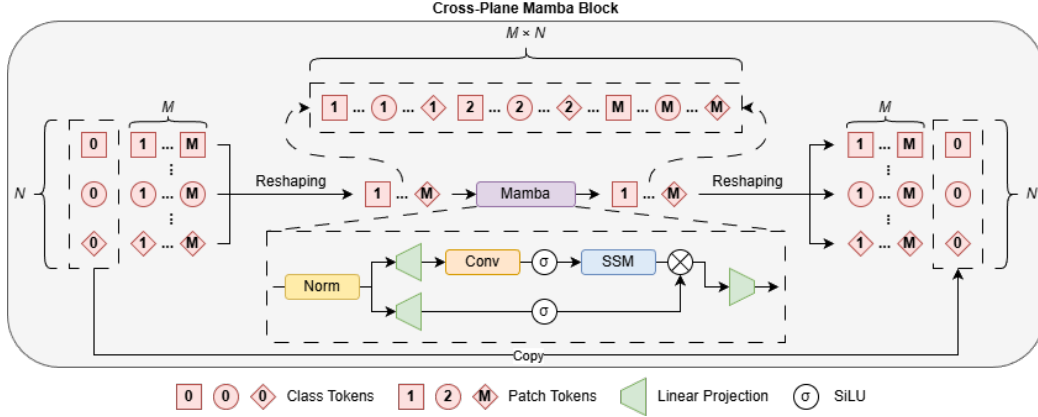 Cross-Plane Mamba Block
M × N
1 ... 1 ... 1 2 ... 2 ... 2 ... M ... M ... M
M
M
0 1 ... M
1 ... M 0
N
0 1 ... M
Reshaping
1 ... M
Mamba
1 ... M
Reshaping
1 ... M 0
N
0 1 ... M
1 ... M 0
Norm
Conv
σ
SSM
σ
Copy
0 0 0 Class Tokens
1 2 M Patch Tokens
Linear Projection
σ SiLU